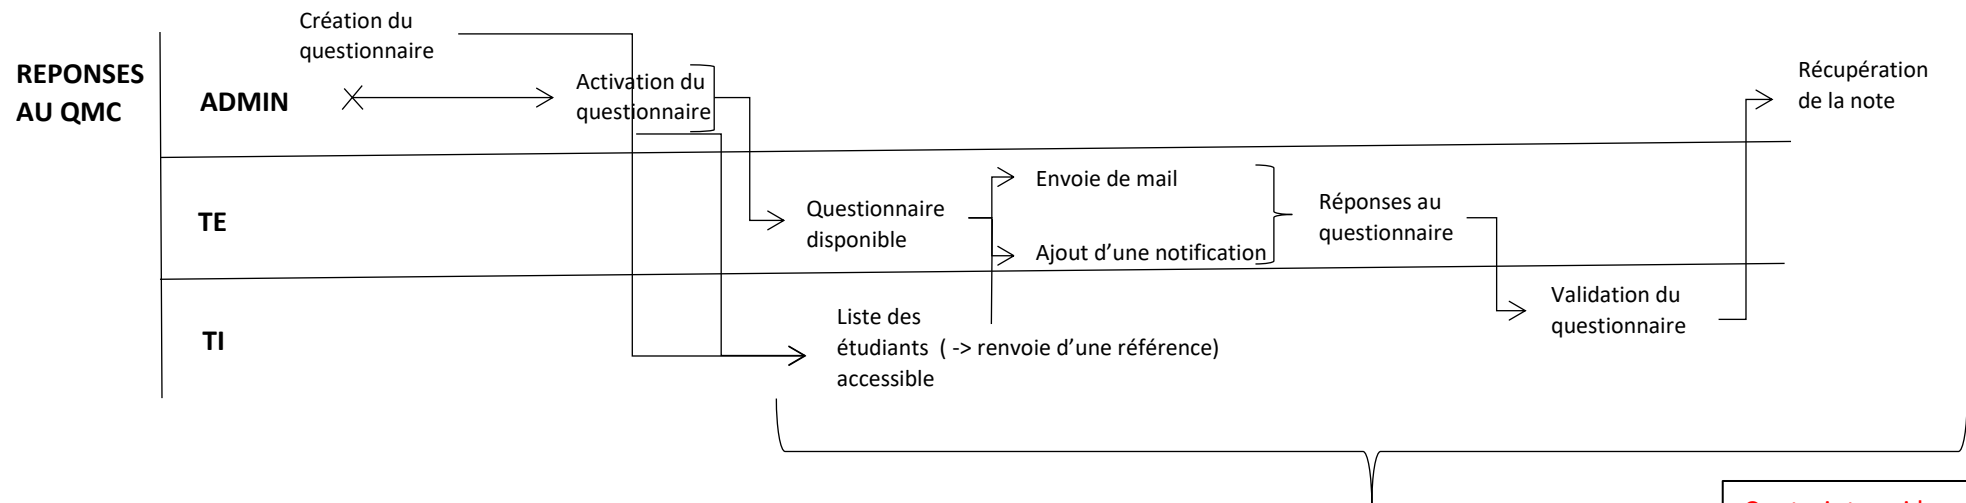 Création du
questionnaire
REPONSES
AU QMC
ADMIN
Activation du
questionnaire
Récupération
de la note
TE
Questionnaire
disponible
Envoie de mail
Ajout d’une notification
Réponses au
questionnaire
TI
Liste des
étudiants ( -> renvoie d’une référence)
accessible
Validation du
questionnaire